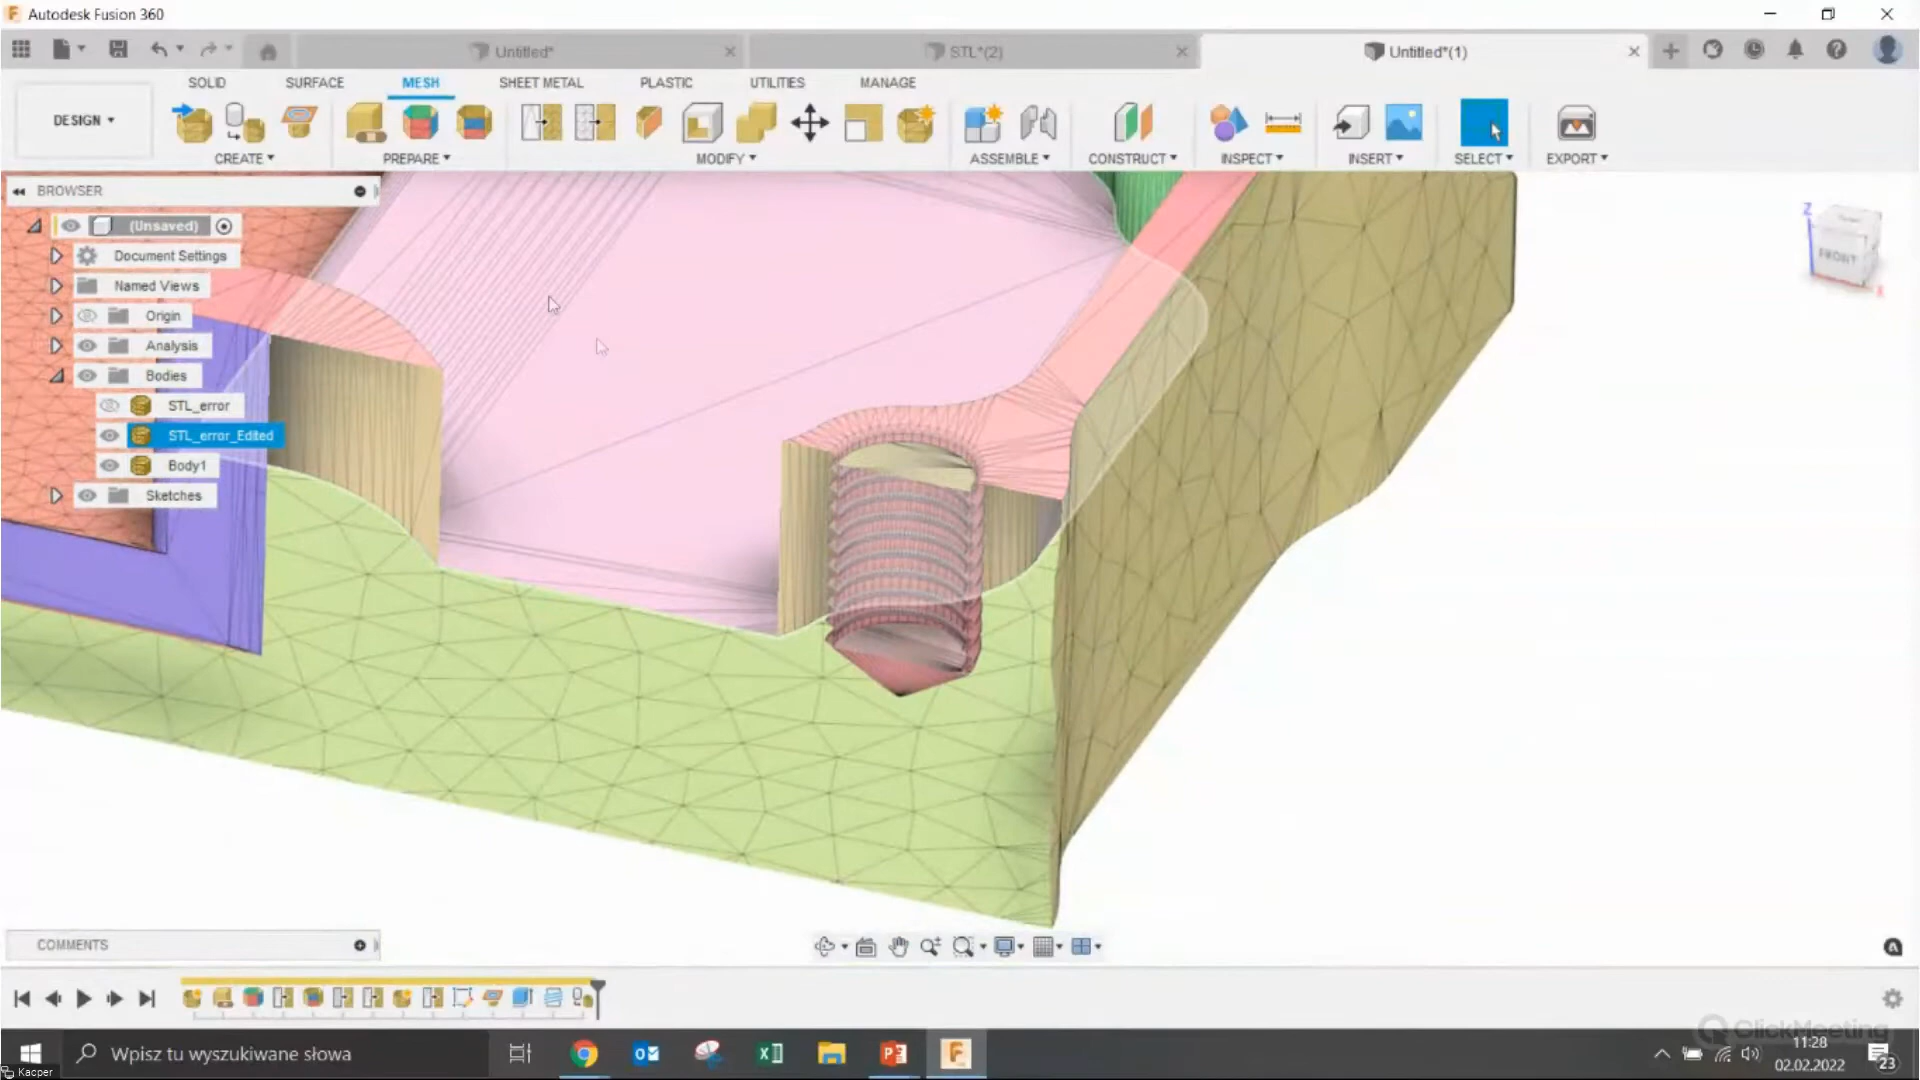 Autodesk Fusion 360
Untitled*
STL*(2)
Untitled*(1)
SOLID
SURFACE
MESH
SHEET METAL
PLASTIC
UTILITIES
MANAGE
DESIGN
CREATE
PREPARE
MODIFY
ASSEMBLE
CONSTRUCT
INSPECT
INSERT
SELECT
EXPORT
BROWSER
(Unsaved)
Document Settings
Named Views
Origin
Analysis
Bodies
STL_error
STL_error_Edited
Body1
Sketches
Z
FRONT
X
COMMENTS
ClickMeeting
Wpisz tu wyszukiwane słowa
11:28
02.02.2022
23
Kacper